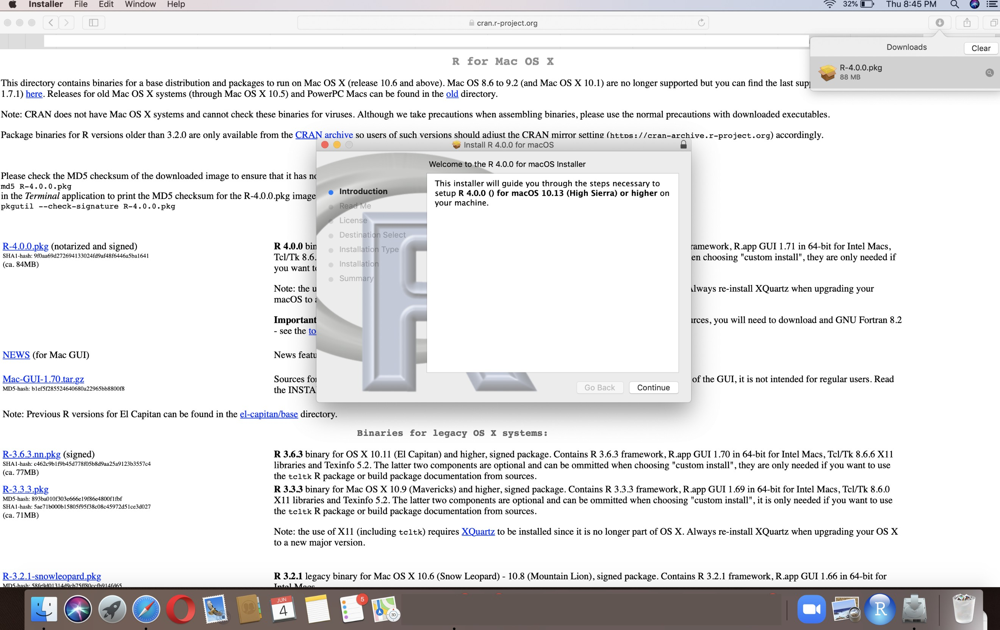 Installer File Edit Window Help
32% Thu 8:45 PM
cran.r-project.org
Downloads
Clear
R-4.0.0.pkg
88 MB
R for Mac OS X
This directory contains binaries for a base distribution and packages to run on Mac OS X (release 10.6 and above). Mac OS 8.6 to 9.2 (and Mac OS X 10.1) are no longer supported but you can find the last
1.7.1) here. Releases for old Mac OS X systems (through Mac OS X 10.5) and PowerPC Macs can be found in the old directory.
Note: CRAN does not have Mac OS X systems and cannot check these binaries for viruses. Although we take precautions when assembling binaries, please use the normal precautions with downloaded executables.
Package binaries for R versions older than 3.2.0 are only available from the CRAN archive so users of such versions should adjust the CRAN mirror setting (https://cran-archive.r-project.org) accordingly.
Please check the MD5 checksum of the downloaded image to ensure that it has
md5 R-4.0.0.pkg
in the Terminal application to print the MD5 checksum for the R-4.0.0.pkg image
pkgutil --check-signature R-4.0.0.pkg
Install R 4.0.0 for macOS
Welcome to the R 4.0.0 for macOS Installer
Introduction
Read Me
License
Destination Select
Installation Type
Installation
Summary
This installer will guide you through the steps necessary to
setup R 4.0.0 () for macOS 10.13 (High Sierra) or higher on
your machine.
Go Back
Continue
R-4.0.0.pkg (notarized and signed)
SHA1-hash: 9f0aa69d272694133024fd9af48f6446a5ba1641
(ca. 84MB)
R 4.0.0 bin
ramework, R.app GUI 1.71 in 64-bit for Intel Macs,
Tcl/Tk 8.6.
en choosing "custom install", they are only needed if
you want
Note: the
Always re-install XQuartz when upgrading your
macOS to
Important
urces, you will need to download and GNU Fortran 8.2
- see the to
NEWS (for Mac GUI)
News featu
Mac-GUI-1.70.tar.gz
MD5-hash: b1ef5f285524640680a22965bb8800f8
Sources for
of the GUI, it is not intended for regular users. Read
the INSTA
Note: Previous R versions for El Capitan can be found in the el-capitan/base directory.
Binaries for legacy OS X systems:
R-3.6.3.nn.pkg (signed)
SHA1-hash: c462c9b1f9b45d778f05b8d9aa25a9123b3557c4
(ca. 77MB)
R 3.6.3 binary for OS X 10.11 (El Capitan) and higher, signed package. Contains R 3.6.3 framework, R.app GUI 1.70 in 64-bit for Intel Macs, Tcl/Tk 8.6.6 X11
libraries and Texinfo 5.2. The latter two components are optional and can be ommitted when choosing "custom install", they are only needed if you want to use
the tcltk R package or build package documentation from sources.
R-3.3.3.pkg
MD5-hash: 893ba010f303e666e19f86e4800f1fbf
SHA1-hash: 5ae71b000b15805f95f38c08c45972d51ce3d027
(ca. 71MB)
R 3.3.3 binary for Mac OS X 10.9 (Mavericks) and higher, signed package. Contains R 3.3.3 framework, R.app GUI 1.69 in 64-bit for Intel Macs, Tcl/Tk 8.6.0
X11 libraries and Texinfo 5.2. The latter two components are optional and can be ommitted when choosing "custom install", it is only needed if you want to use
the tcltk R package or build package documentation from sources.
Note: the use of X11 (including tcltk) requires XQuartz to be installed since it is no longer part of OS X. Always re-install XQuartz when upgrading your OS X
to a new major version.
R-3.2.1-snowleopard.pkg
MD5-hash: 58fe9d01314d9cb75ff80ccfb914fd65
R 3.2.1 legacy binary for Mac OS X 10.6 (Snow Leopard) - 10.8 (Mountain Lion), signed package. Contains R 3.2.1 framework, R.app GUI 1.66 in 64-bit for
Intel Macs
JUN
4
5
3D
R